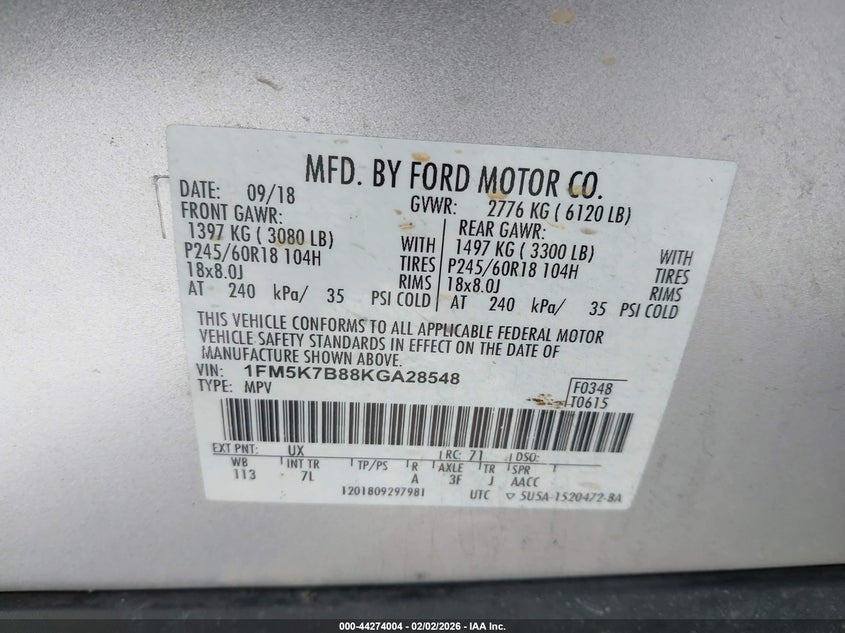 MFD. BY FORD MOTOR CO.
DATE: 09/18 GVWR: 2776 KG ( 6120 LB)
FRONT GAWR: REAR GAWR:
1397 KG ( 3080 LB) WITH 1497 KG ( 3300 LB) WITH
P245/60R18 104H TIRES P245/60R18 104H TIRES
18x8.0J RIMS 18x8.0J RIMS
AT 240 kPa/ 35 PSI COLD AT 240 kPa/ 35 PSI COLD
THIS VEHICLE CONFORMS TO ALL APPLICABLE FEDERAL MOTOR
VEHICLE SAFETY STANDARDS IN EFFECT ON THE DATE OF
MANUFACTURE SHOWN ABOVE.
VIN: 1FM5K7B88KGA28548
TYPE: MPV
F0348
T0615
EXT PNT: UX RC: 71 DSO:
WB INT TR TP/PS R AXLE TR SPR
113 7L A 3F J AACC
1201809297981 UTC ▽ 5U5A-1520472-BA
000-44274004 - 02/02/2026 - IAA Inc.